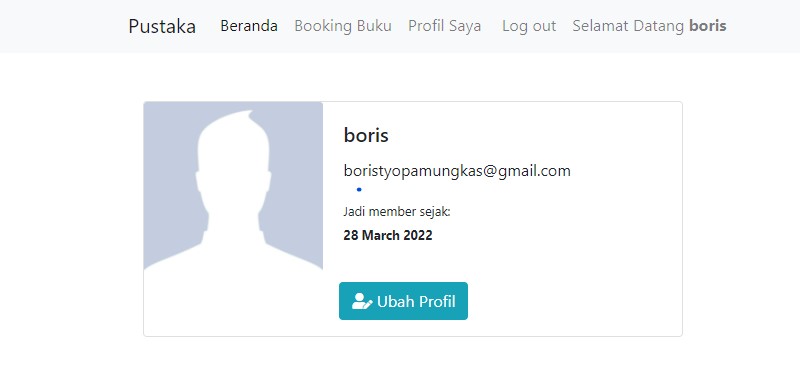 Pustaka Beranda Booking Buku Profil Saya Log out Selamat Datang boris
boris
boristyopamungkas@gmail.com
Jadi member sejak:
28 March 2022
Ubah Profil